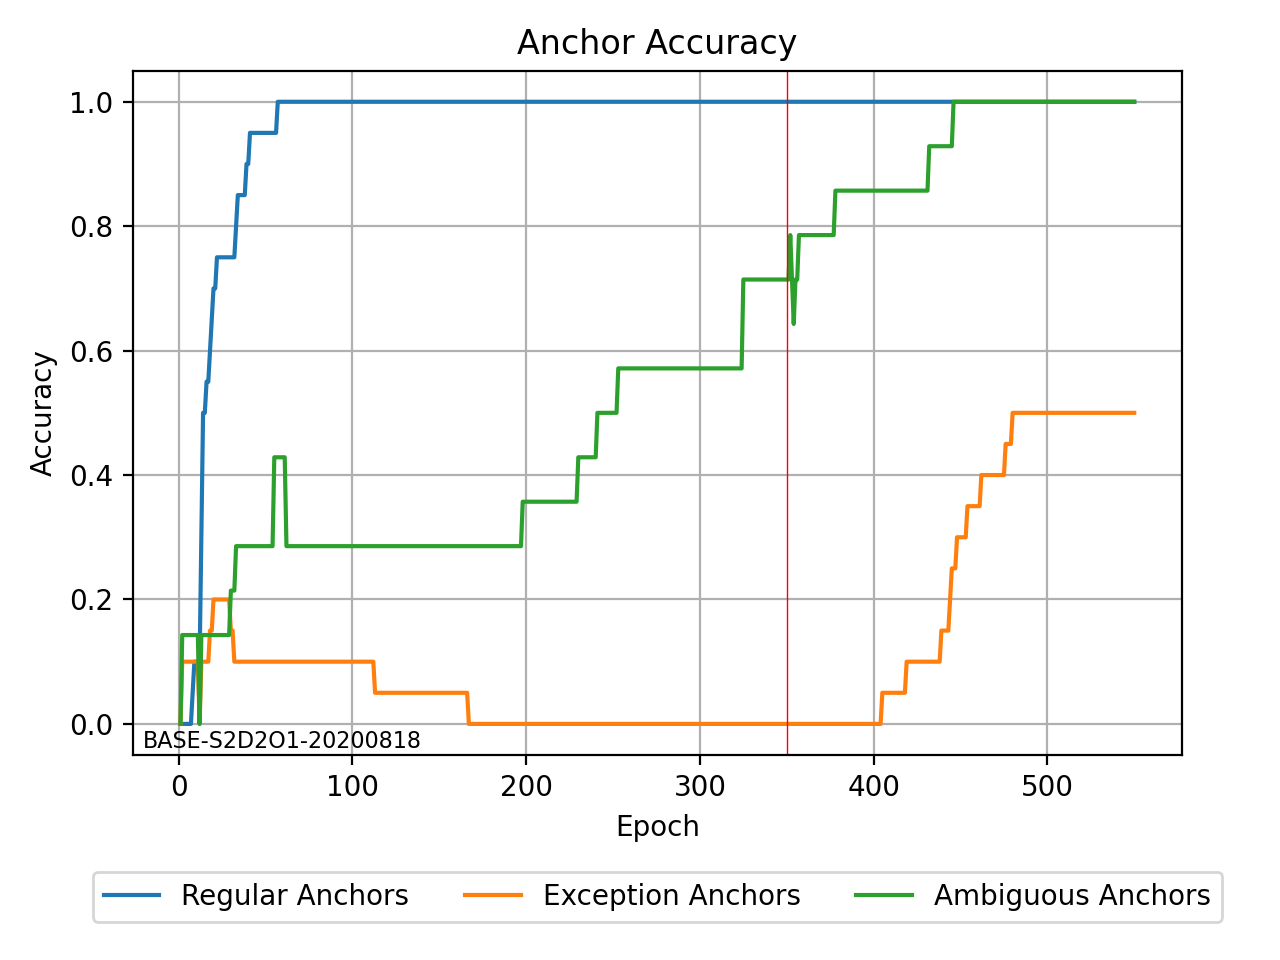 Anchor Accuracy
1.0
0.8
0.6
0.4
0.2
0.0
Accuracy
BASE-S2D2O1-20200818
0 100 200 300 400 500
Epoch
Regular Anchors Exception Anchors Ambiguous Anchors